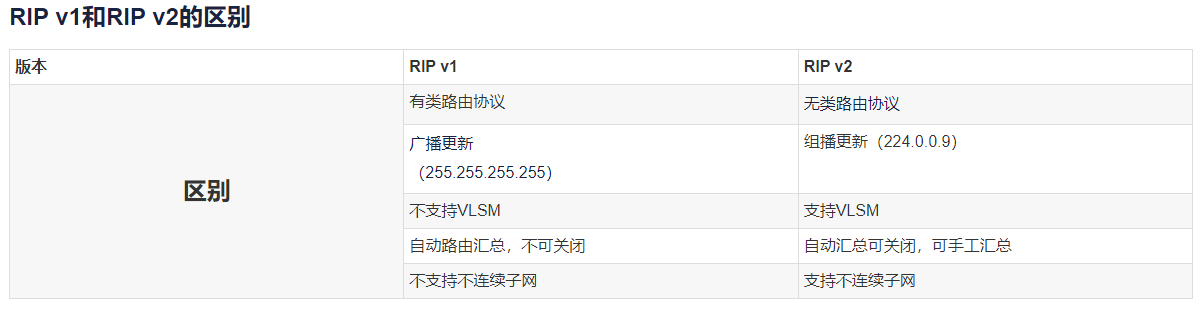 RIP v1和RIP v2的区别
版本 RIP v1 RIP v2
区别
有类路由协议 无类路由协议
广播更新 组播更新（224.0.0.9）
（255.255.255.255）
不支持VLSM 支持VLSM
自动路由汇总，不可关闭 自动汇总可关闭，可手工汇总
不支持不连续子网 支持不连续子网